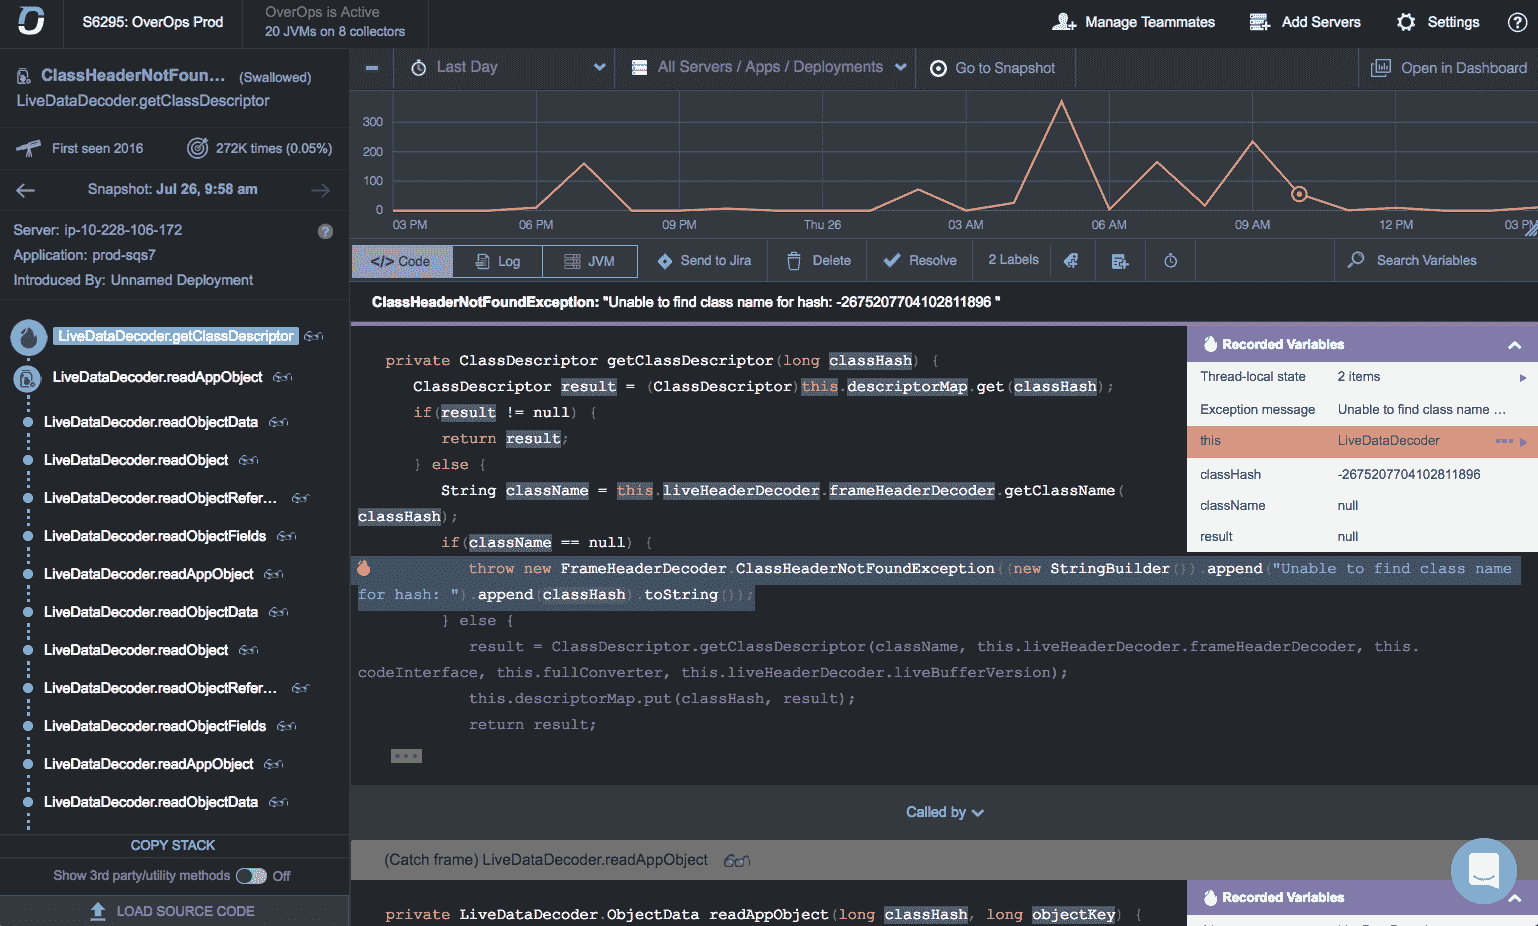 S6295: OverOps Prod
OverOps is Active
20 JVMs on 8 collectors
Manage Teammates
Add Servers
Settings
?
ClassHeaderNotFoun... (Swallowed)
LiveDataDecoder.getClassDescriptor
First seen 2016
272K times (0.05%)
Snapshot: Jul 26, 9:58 am
Server: ip-10-228-106-172
?
Application: prod-sqs7
Introduced By: Unnamed Deployment
LiveDataDecoder.getClassDescriptor
LiveDataDecoder.readAppObject
LiveDataDecoder.readObjectData
LiveDataDecoder.readObject
LiveDataDecoder.readObjectRefer...
LiveDataDecoder.readObjectFields
LiveDataDecoder.readAppObject
LiveDataDecoder.readObjectData
LiveDataDecoder.readObject
LiveDataDecoder.readObjectRefer...
LiveDataDecoder.readObjectFields
LiveDataDecoder.readAppObject
LiveDataDecoder.readObjectData
COPY STACK
Show 3rd party/utility methods Off
LOAD SOURCE CODE
Last Day
All Servers / Apps / Deployments
Go to Snapshot
Open in Dashboard
300
200
100
0
03 PM 06 PM 09 PM Thu 26 03 AM 06 AM 09 AM 12 PM 03 PM
</> Code
Log
JVM
Send to Jira
Delete
Resolve
2 Labels
Search Variables
ClassHeaderNotFoundException: "Unable to find class name for hash: -2675207704102811896 "
private ClassDescriptor getClassDescriptor(long classHash) {
ClassDescriptor result = (ClassDescriptor)this.descriptorMap.get(classHash);
if(result != null) {
return result;
} else {
String className = this.liveHeaderDecoder.frameHeaderDecoder.getClassName(
classHash);
if(className == null) {
throw new FrameHeaderDecoder.ClassHeaderNotFoundException((new StringBuilder()).append("Unable to find class name
for hash: ").append(classHash).toString());
} else {
result = ClassDescriptor.getClassDescriptor(className, this.liveHeaderDecoder.frameHeaderDecoder, this.
codeInterface, this.fullConverter, this.liveHeaderDecoder.liveBufferVersion);
this.descriptorMap.put(classHash, result);
return result;
Recorded Variables
Thread-local state 2 items
Exception message Unable to find class name ...
this LiveDataDecoder
classHash -2675207704102811896
className null
result null
Called by
(Catch frame) LiveDataDecoder.readAppObject
private LiveDataDecoder.ObjectData readAppObject(long classHash, long objectKey) {
Recorded Variables